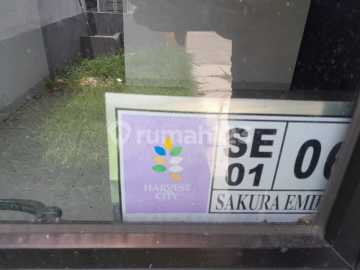 rumah
HARVEST
CITY
SE
01
06
SAKURA EMI